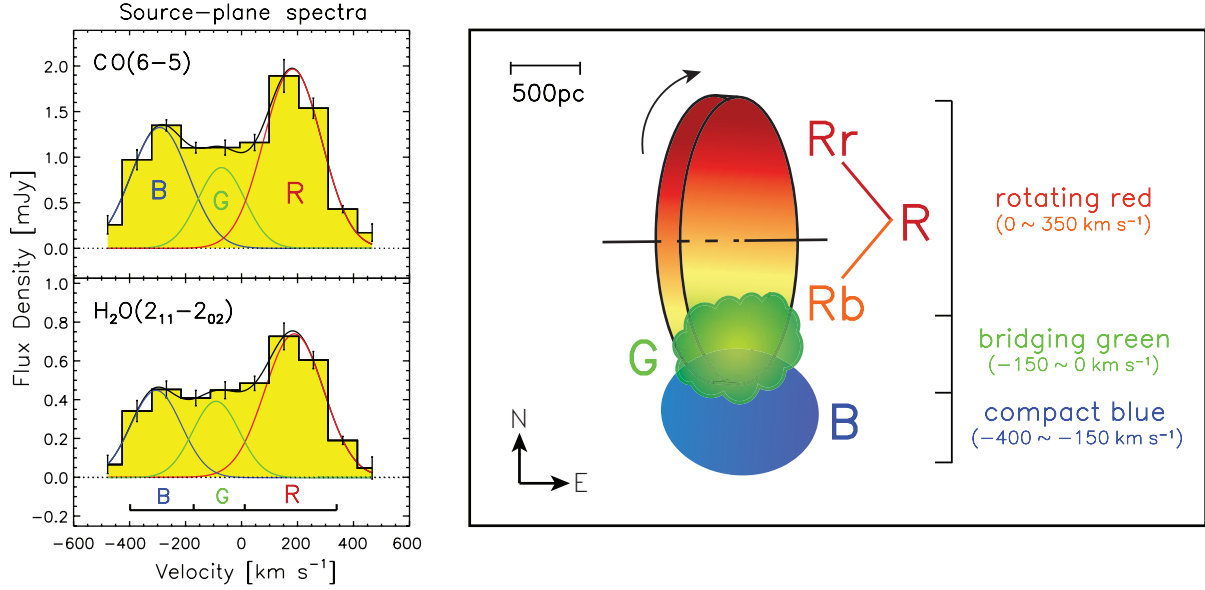 Source-plane spectra
CO(6-5)
2.0
1.5
1.0
0.5
0.0
B
G
R
H₂O(2₁₁-2₀₂)
1.0
0.8
0.6
0.4
0.2
0.0
-0.2
B G R
-600 -400 -200 0 200 400 600
Velocity [km s⁻¹]
Flux Density [mJy]
500pc
Rr
R
Rb
G
B
N
E
rotating red
(0 ~ 350 km s⁻¹)
bridging green
(-150 ~ 0 km s⁻¹)
compact blue
(-400 ~ -150 km s⁻¹)